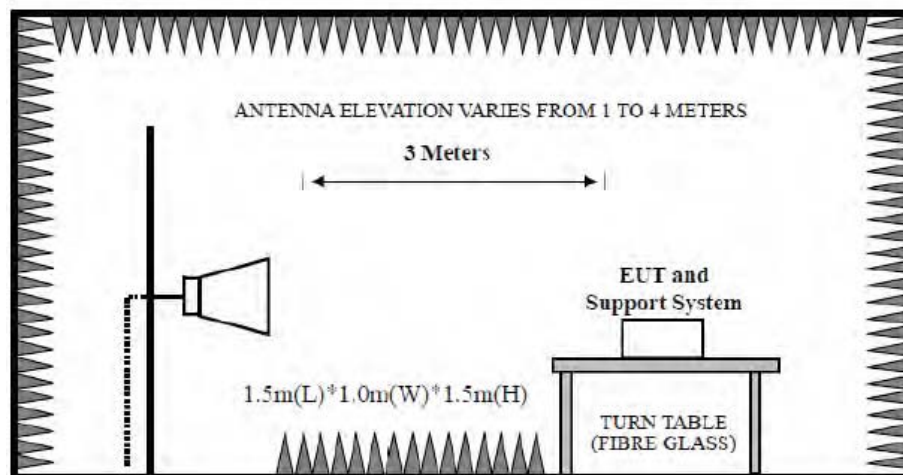 ANTENNA ELEVATION VARIES FROM 1 TO 4 METERS
3 Meters
EUT and
Support System
1.5m(L)*1.0m(W)*1.5m(H)
TURN TABLE
(FIBRE GLASS)